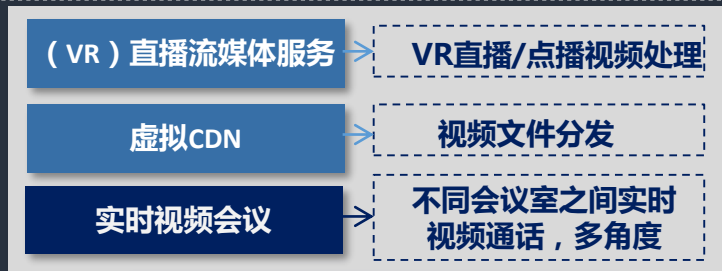 （VR）直播流媒体服务
VR直播/点播视频处理
虚拟CDN
视频文件分发
实时视频会议
不同会议室之间实时
视频通话，多角度